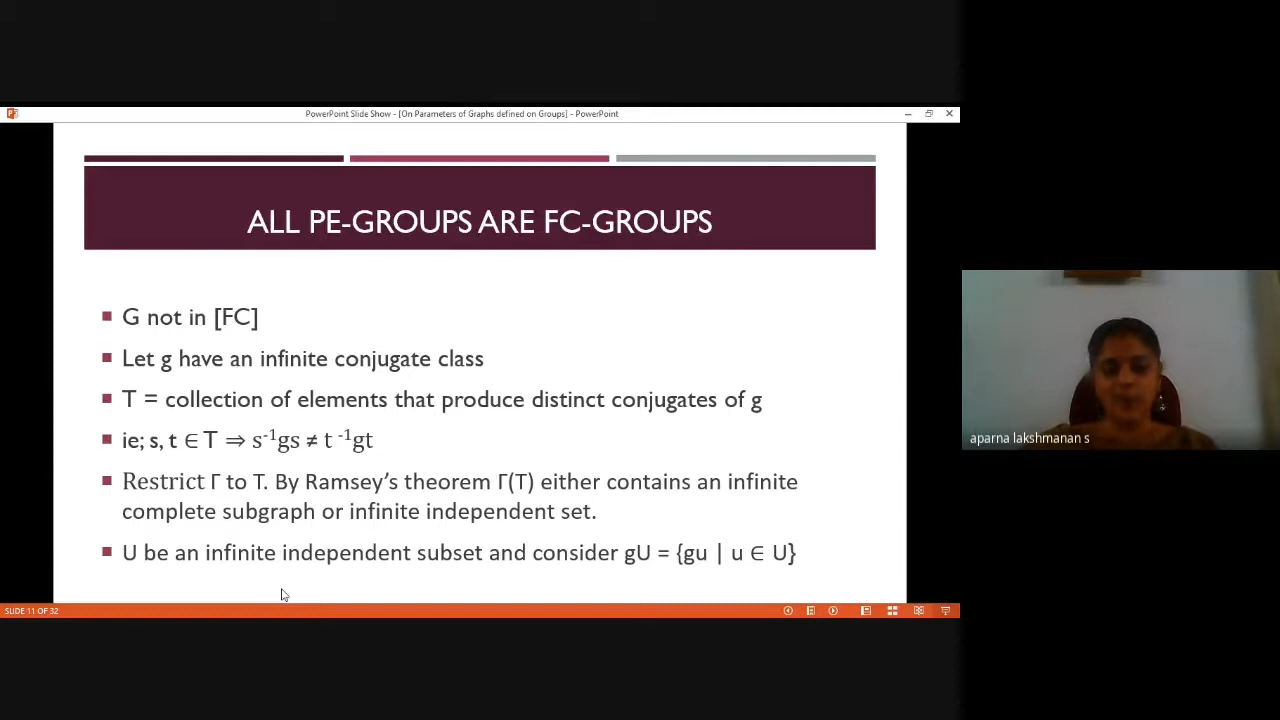 PowerPoint Slide Show - [On Parameters of Graphs defined on Groups] - PowerPoint
ALL PE-GROUPS ARE FC-GROUPS
G not in [FC]
Let g have an infinite conjugate class
T = collection of elements that produce distinct conjugates of g
ie; s, t ∈ T ⇒ s⁻¹gs ≠ t ⁻¹gt
Restrict Γ to T. By Ramsey’s theorem Γ(T) either contains an infinite
complete subgraph or infinite independent set.
U be an infinite independent subset and consider gU = {gu | u ∈ U}
SLIDE 11 OF 32
aparna lakshmanan s